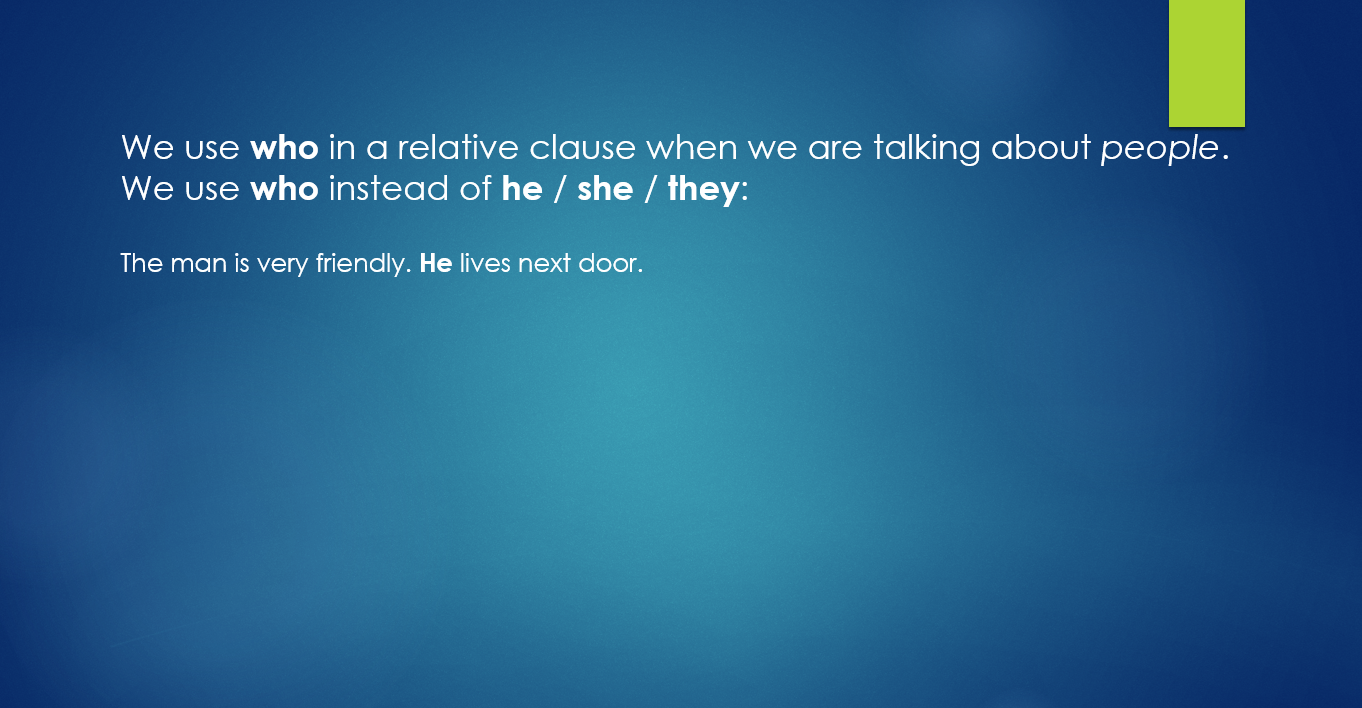 We use who in a relative clause when we are talking about people.
We use who instead of he / she / they:
The man is very friendly. He lives next door.